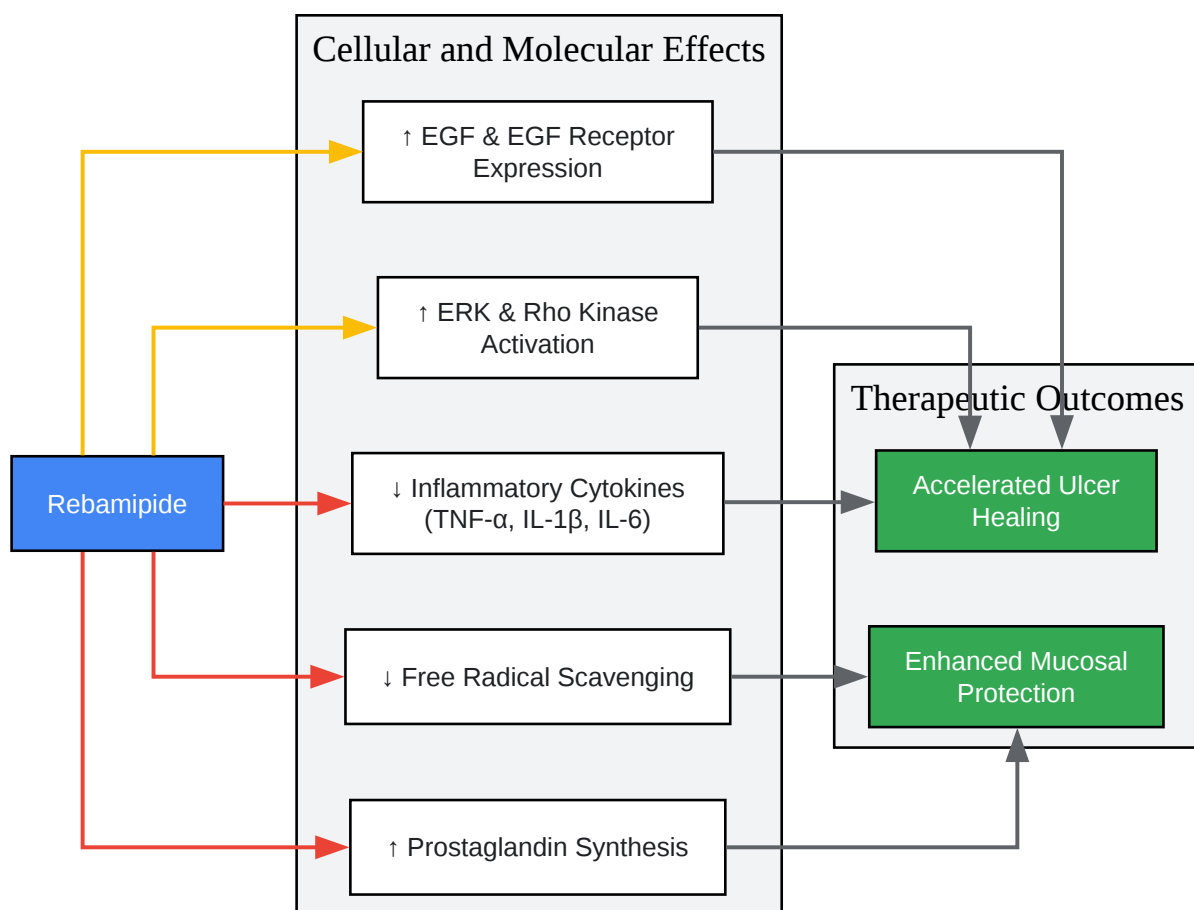 Cellular and Molecular Effects
↑ EGF & EGF Receptor
Expression
↑ ERK & Rho Kinase
Activation
Therapeutic Outcomes
Rebamipide
↓ Inflammatory Cytokines
(TNF-α, IL-1β, IL-6)
Accelerated Ulcer
Healing
↓ Free Radical Scavenging
Enhanced Mucosal
Protection
↑ Prostaglandin Synthesis